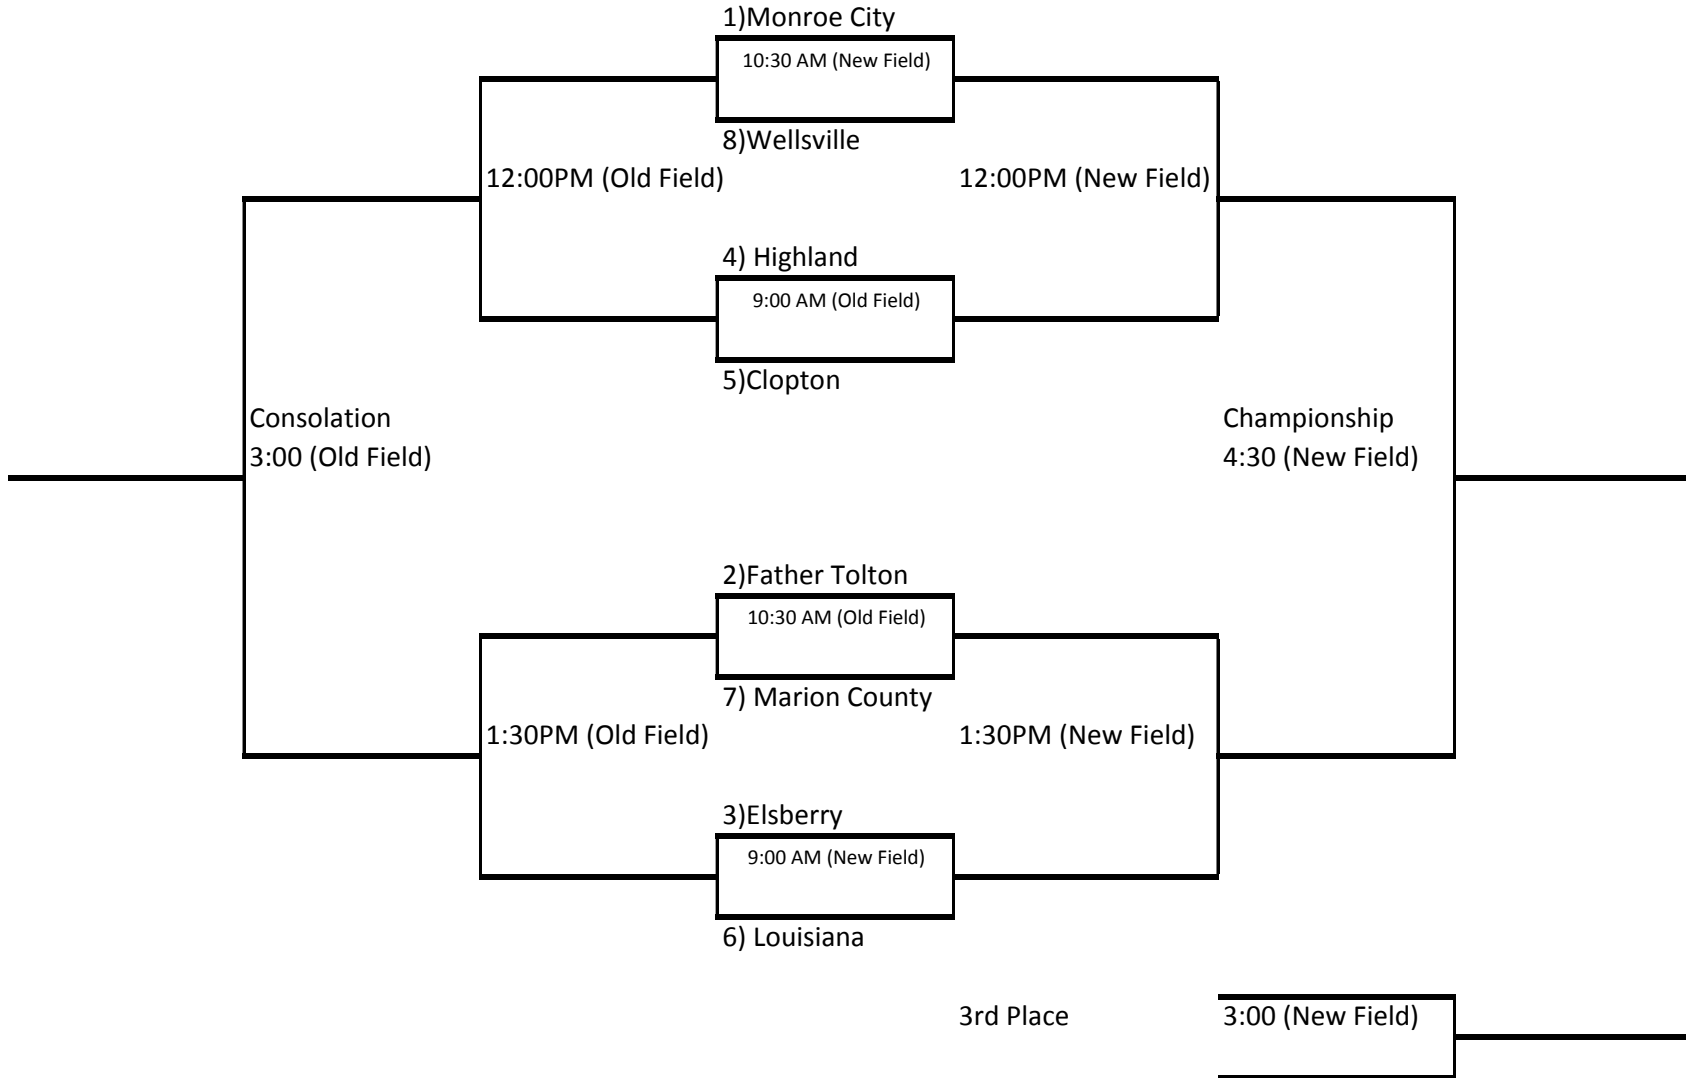 1)Monroe City
10:30 AM (New Field)
8)Wellsville
12:00PM (Old Field)
12:00PM (New Field)
4) Highland
9:00 AM (Old Field)
5)Clopton
Consolation
3:00 (Old Field)
Championship
4:30 (New Field)
2)Father Tolton
10:30 AM (Old Field)
7) Marion County
1:30PM (Old Field)
1:30PM (New Field)
3)Elsberry
9:00 AM (New Field)
6) Louisiana
3rd Place
3:00 (New Field)